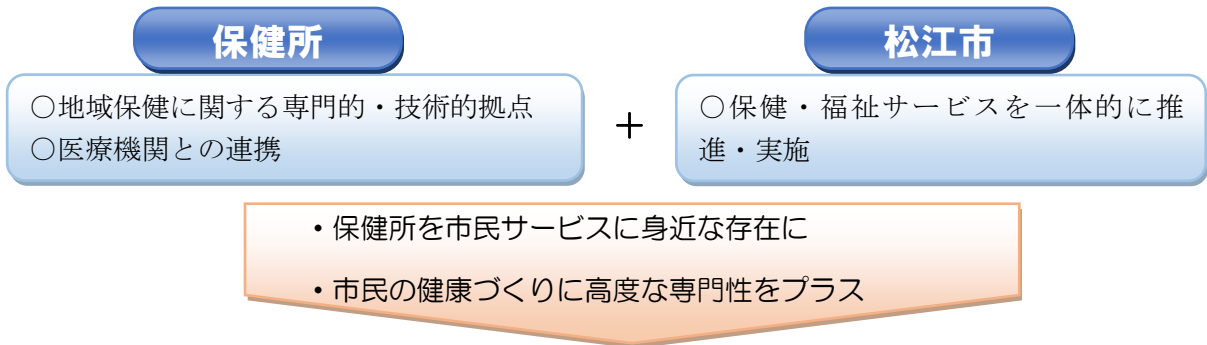 保健所
○地域保健に関する専門的・技術的拠点
○医療機関との連携
＋
松江市
○保健・福祉サービスを一体的に推
進・実施
・保健所を市民サービスに身近な存在に
・市民の健康づくりに高度な専門性をプラス